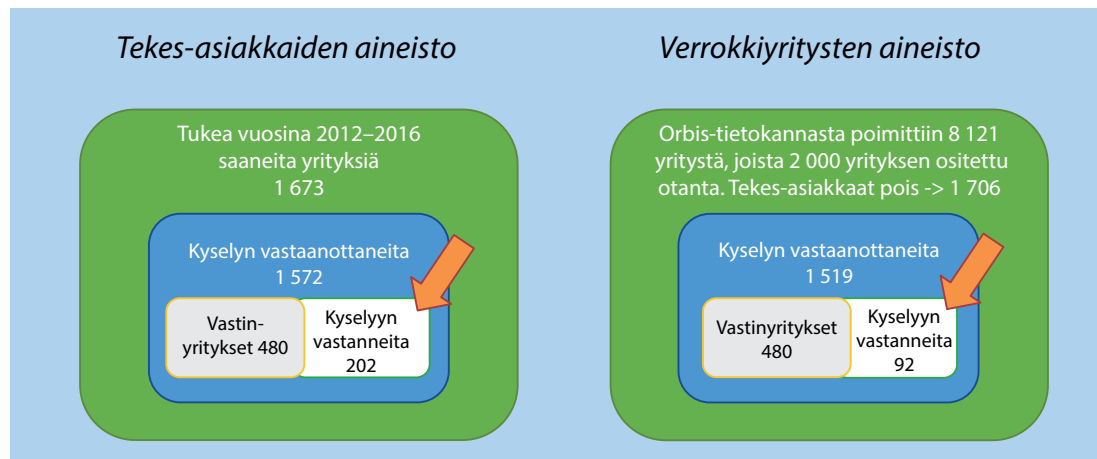 Tekes-asiakkaiden aineisto
Tukea vuosina 2012–2016
saaneita yrityksiä
1 673
Kyselyn vastaanottaneita
1 572
Vastin-
yritykset 480
Kyselyyn
vastanneita
202
Verrokkiyritysten aineisto
Orbis-tietokannasta poimittiin 8 121
yritystä, joista 2 000 yrityksen ositettu
otanta. Tekes-asiakkaat pois -> 1 706
Kyselyn vastaanottaneita
1 519
Vastinyritykset
480
Kyselyyn
vastanneita
92